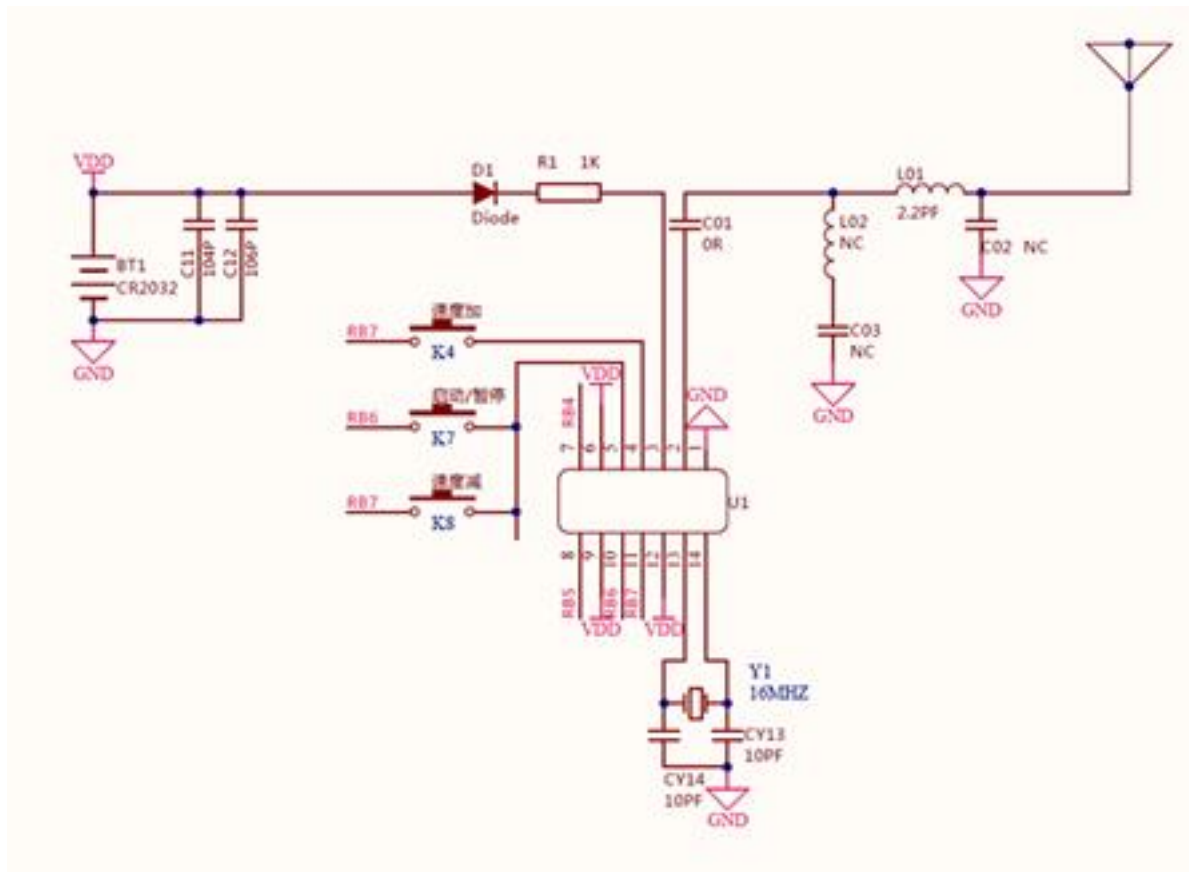 VDD
D1
R1 1K
Diode
L01
2.2PF
C01
0R
L02
NC
C02 NC
GND
C11
104P
C12
106P
BT1
CR2032
GND
速度加
RB7
K4
C03
NC
GND
启动/暂停
RB6
K7
VDD
RB4
GND
速度减
RB7
K8
7
6
5
4
3
2
1
U1
8
9
10
11
12
13
14
RB5
RB6
RB7
VDD
VDD
Y1
16MHZ
CY13
10PF
CY14
10PF
GND